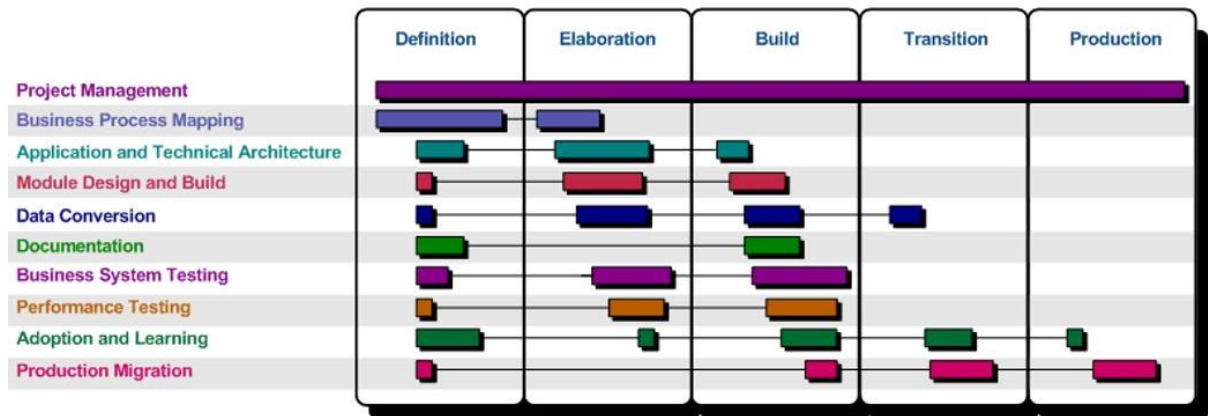 Definition
Elaboration
Build
Transition
Production
Project Management
Business Process Mapping
Application and Technical Architecture
Module Design and Build
Data Conversion
Documentation
Business System Testing
Performance Testing
Adoption and Learning
Production Migration